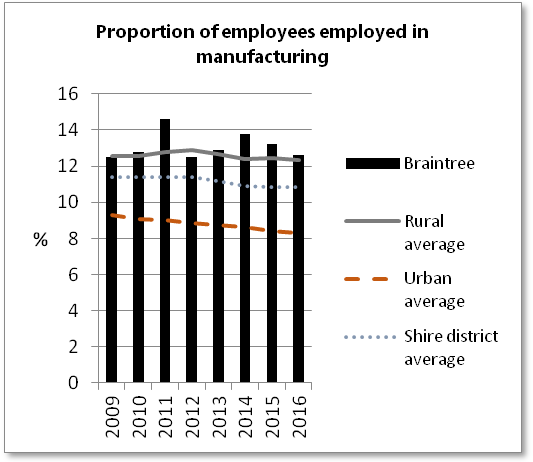 Proportion of employees employed in
manufacturing
16
14
12
10
8
6
4
2
0
%
2009
2010
2011
2012
2013
2014
2015
2016
Braintree
Rural
average
Urban
average
Shire district
average